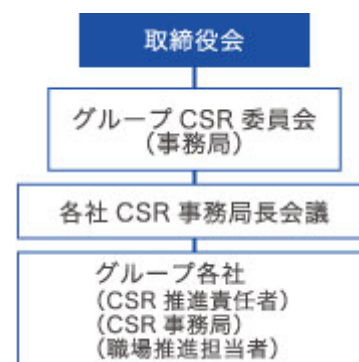 取締役会
グループ CSR 委員会
（事務局）
各社 CSR 事務局長会議
グループ各社
（CSR 推進責任者）
（CSR 事務局）
（職場推進担当者）